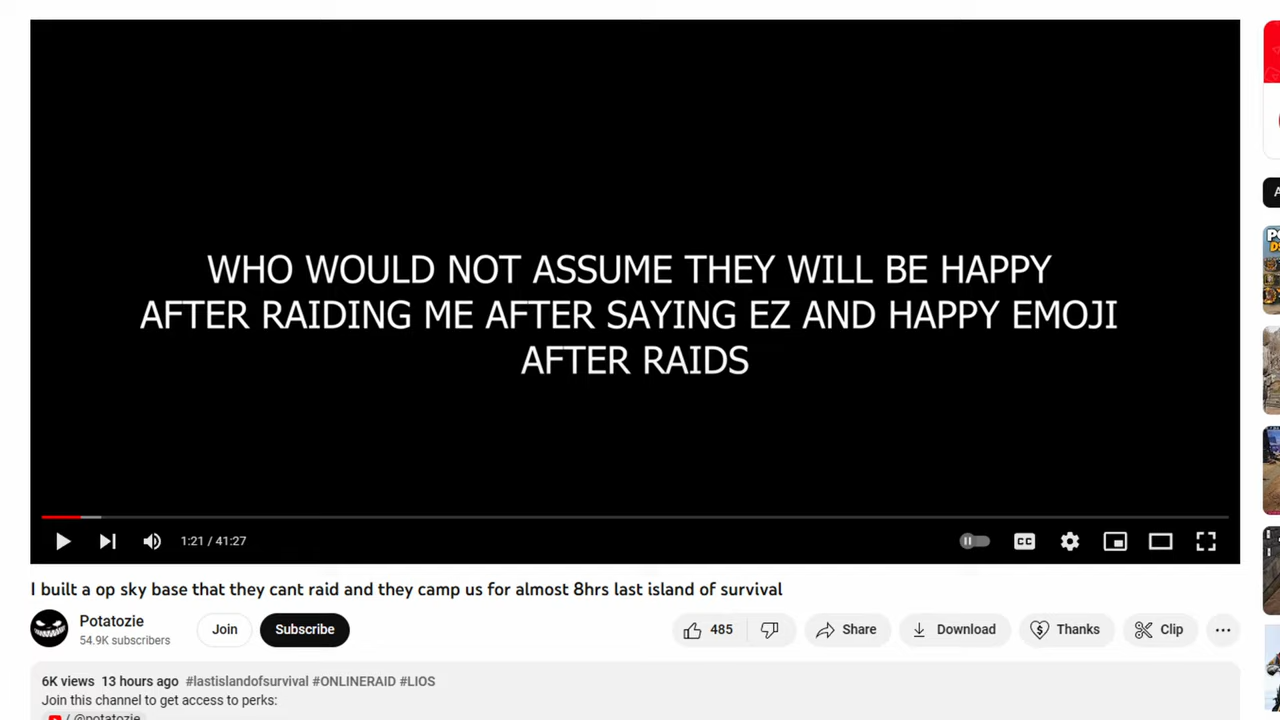 WHO WOULD NOT ASSUME THEY WILL BE HAPPY
AFTER RAIDING ME AFTER SAYING EZ AND HAPPY EMOJI
AFTER RAIDS
1:21 / 41:27
CC
I built a op sky base that they cant raid and they camp us for almost 8hrs last island of survival
Potatozie
54.9K subscribers
Join
Subscribe
485
Share
Download
Thanks
Clip
6K views 13 hours ago #lastislandofsurvival #ONLINERAID #LIOS
Join this channel to get access to perks:
/ @potatozie